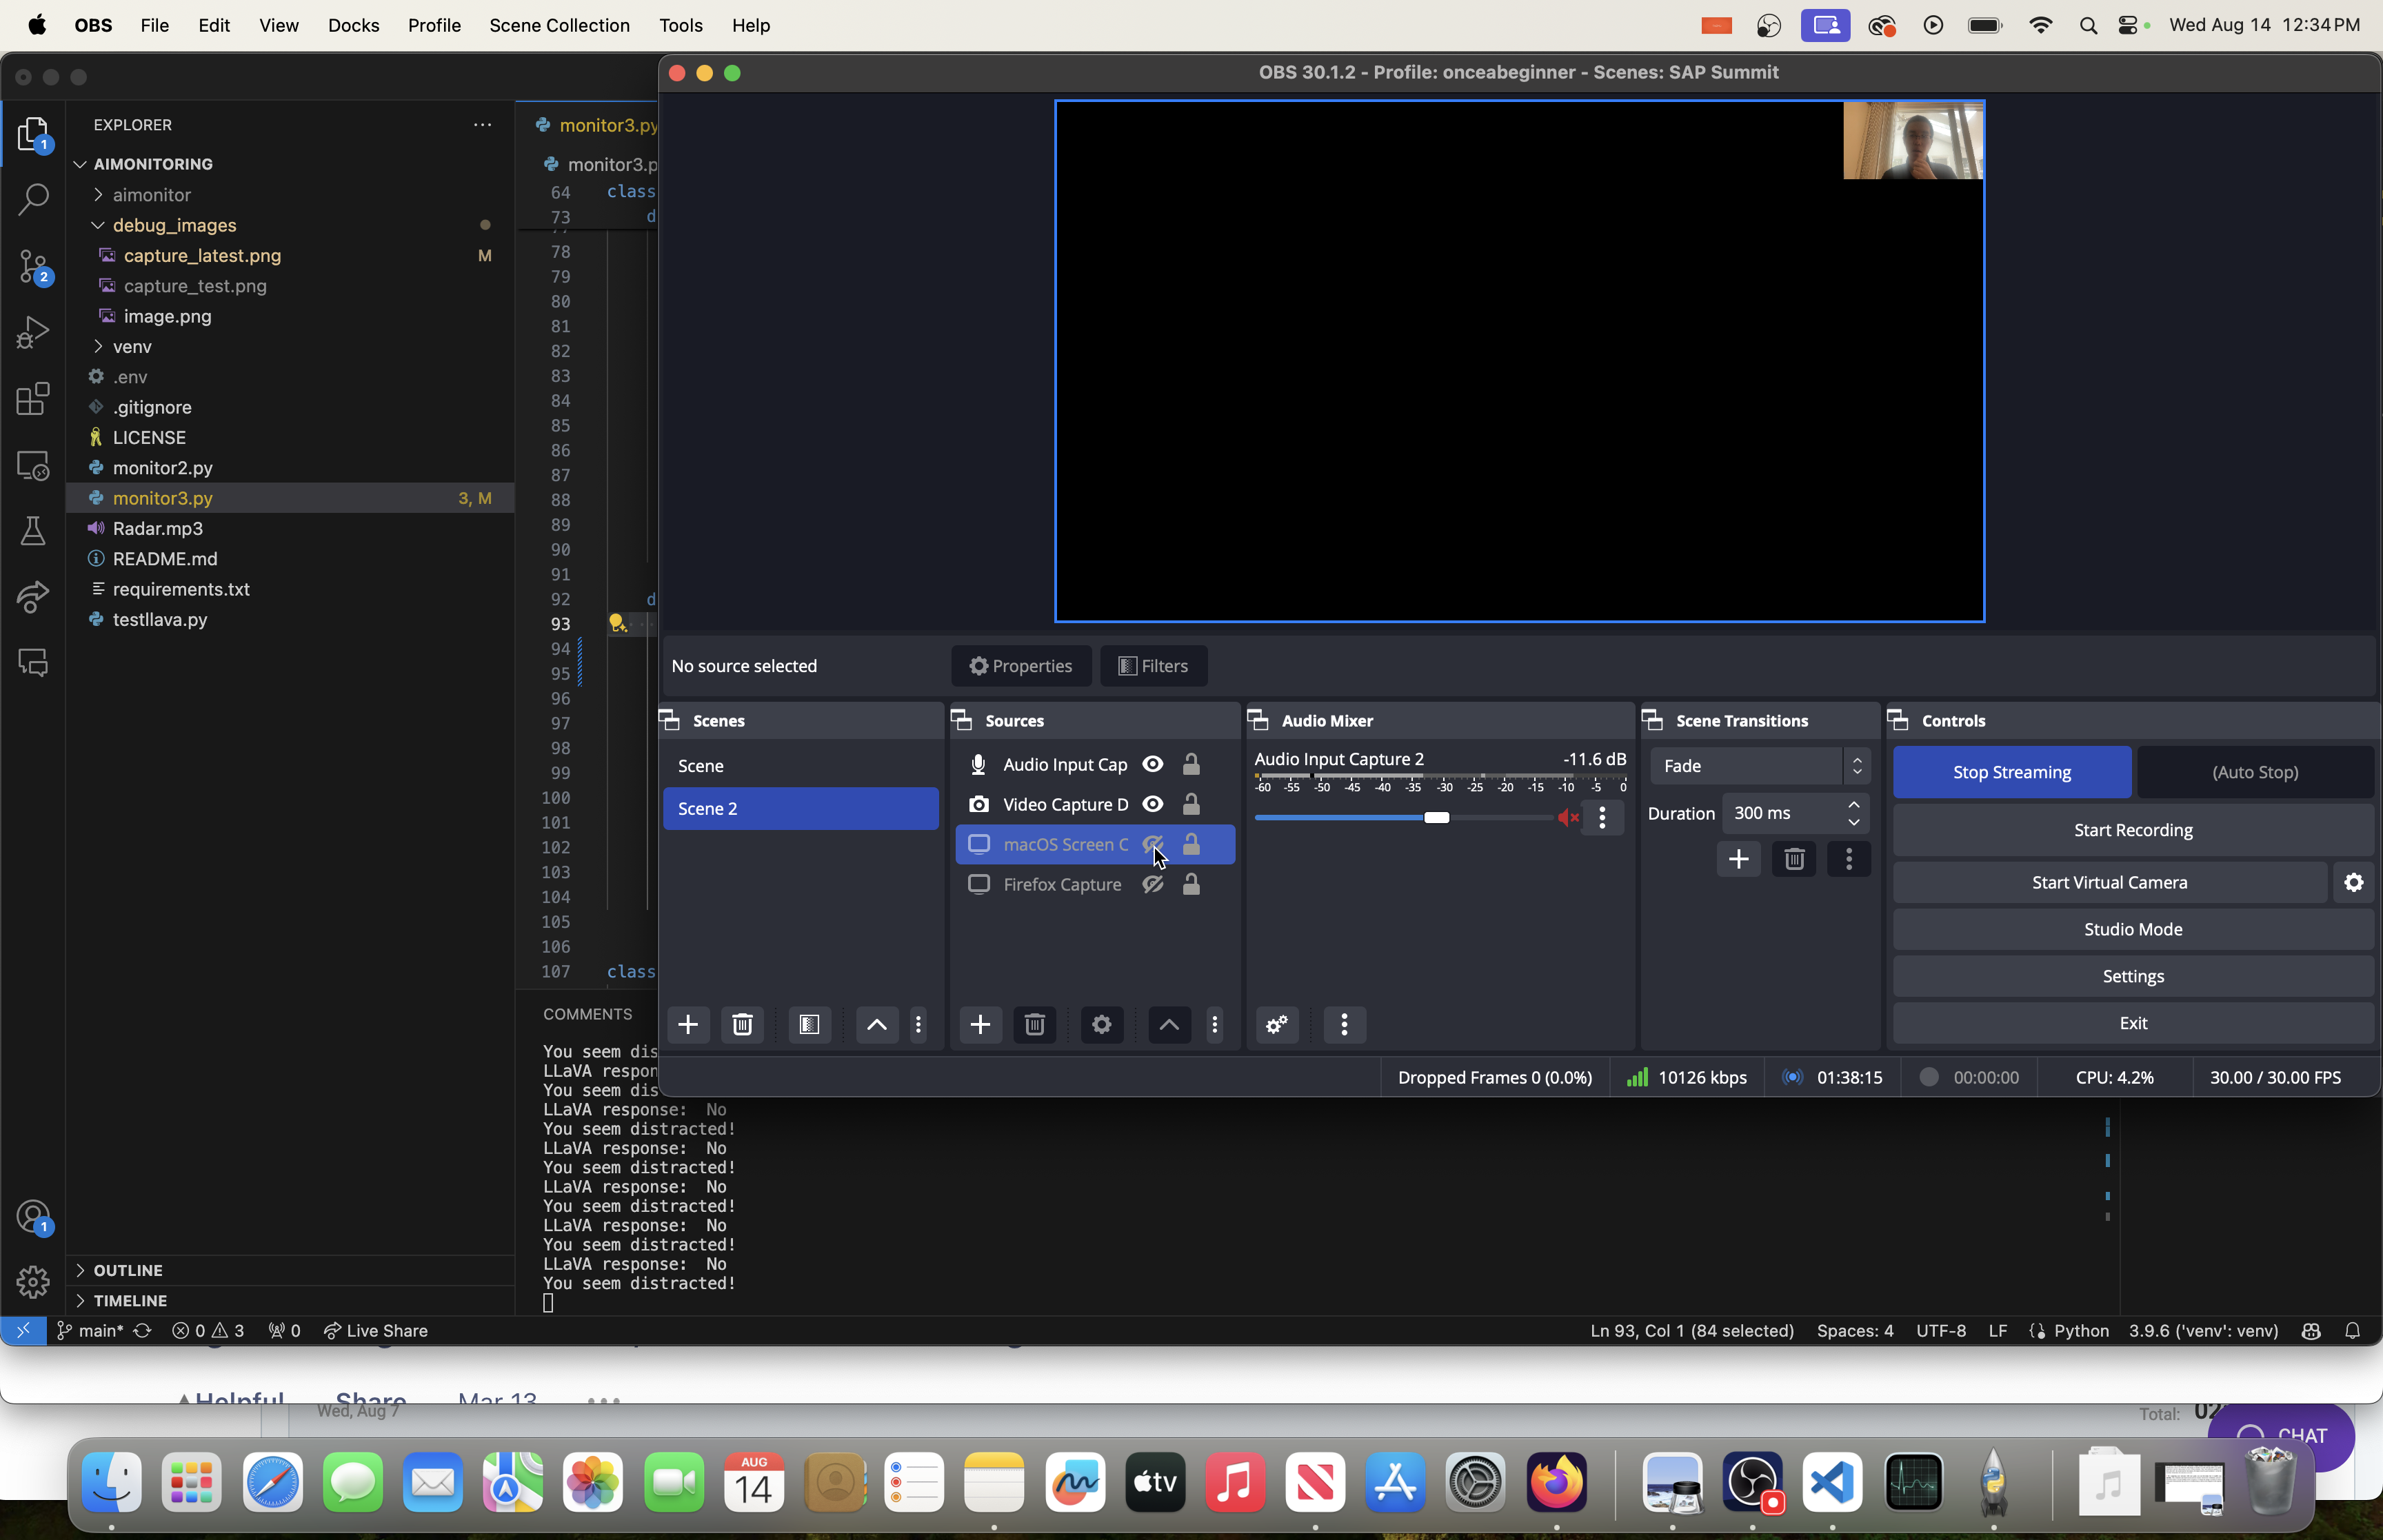 OBS File Edit View Docks Profile Scene Collection Tools Help Wed Aug 14 12:34 PM
OBS 30.1.2 - Profile: onceabeginner - Scenes: SAP Summit
EXPLORER
AIMONITORING
aimonitor
debug_images
capture_latest.png M
capture_test.png
image.png
venv
.env
.gitignore
LICENSE
monitor2.py
monitor3.py 3, M
Radar.mp3
README.md
requirements.txt
testllava.py
OUTLINE
TIMELINE
1
2
1
monitor3.py
monitor3.p
64 class
73 d
78
79
80
81
82
83
84
85
86
87
88
89
90
91
92 d
93
94
95
96
97
98
99
100
101
102
103
104
105
106
107 class
No source selected Properties Filters
Scenes
Scene
Scene 2
Sources
Audio Input Cap
Video Capture D
macOS Screen C
Firefox Capture
Audio Mixer
Audio Input Capture 2 -11.6 dB
-60 -55 -50 -45 -40 -35 -30 -25 -20 -15 -10 -5 0
Scene Transitions
Fade
Duration 300 ms
Controls
Stop Streaming (Auto Stop)
Start Recording
Start Virtual Camera
Studio Mode
Settings
Exit
Dropped Frames 0 (0.0%) 10126 kbps 01:38:15 00:00:00 CPU: 4.2% 30.00 / 30.00 FPS
COMMENTS
You seem dis
LLaVA respon
You seem dis
LLaVA response: No
You seem distracted!
LLaVA response: No
You seem distracted!
LLaVA response: No
You seem distracted!
LLaVA response: No
You seem distracted!
LLaVA response: No
You seem distracted!
main* 0 3 0 Live Share Ln 93, Col 1 (84 selected) Spaces: 4 UTF-8 LF Python 3.9.6 ('venv': venv)
Helpful Share Mar 13
Wed, Aug 7 Total: 02
CHAT
AUG
14
tv